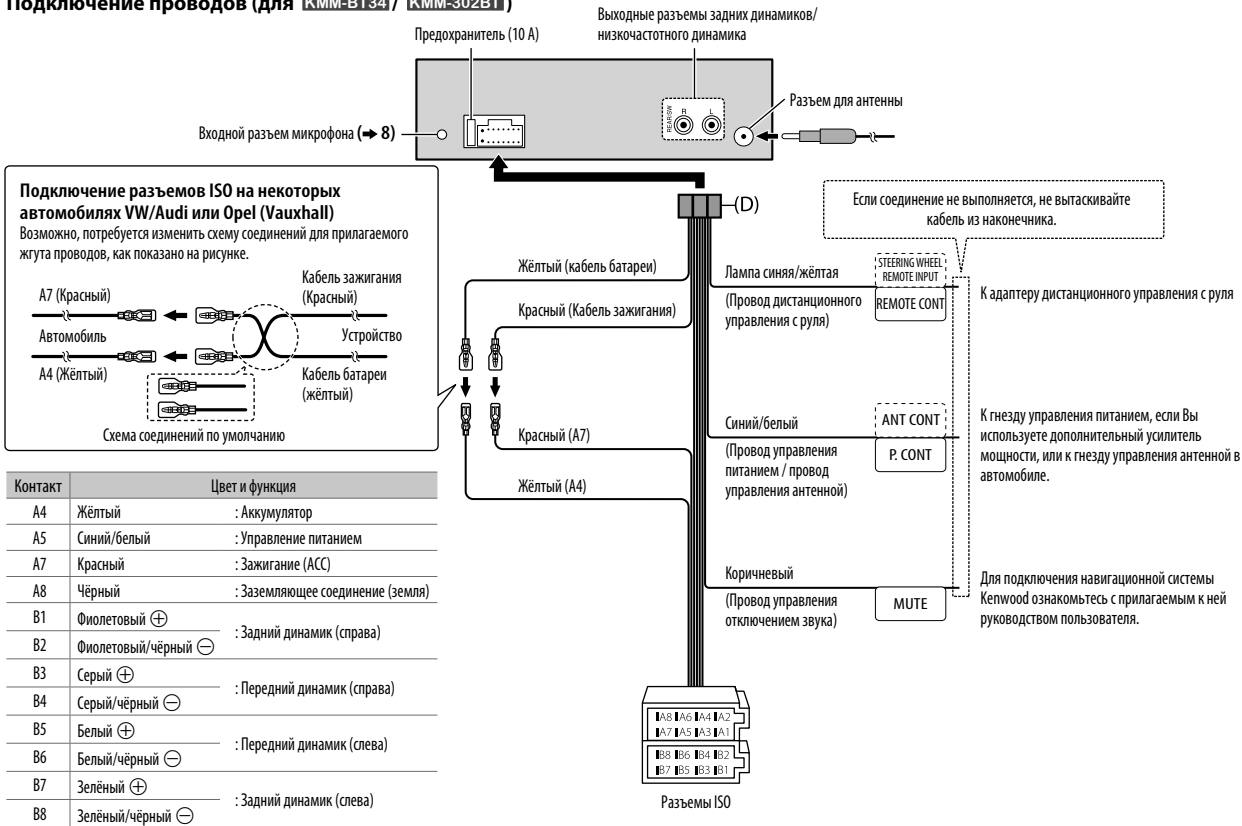 Подключение проводов (для KMM-BT34 / KMM-302BT)
Выходные разъемы задних динамиков/
низкочастотного динамика
Предохранитель (10 А)
REAR/SW
R
L
Разъем для антенны
Входной разъем микрофона (➜ 8)
Подключение разъемов ISO на некоторых
автомобилях VW/Audi или Opel (Vauxhall)
Возможно, потребуется изменить схему соединений для прилагаемого
жгута проводов, как показано на рисунке.
A7 (Красный)
Кабель зажигания
(Красный)
Автомобиль
Устройство
A4 (Жёлтый)
Кабель батареи
(жёлтый)
Схема соединений по умолчанию
(D)
Если соединение не выполняется, не вытаскивайте
кабель из наконечника.
Жёлтый (кабель батареи)
Красный (Кабель зажигания)
Красный (A7)
Жёлтый (A4)
Лампа синяя/жёлтая
(Провод дистанционного
управления с руля)
STEERING WHEEL
REMOTE INPUT
REMOTE CONT
К адаптеру дистанционного управления с руля
Синий/белый
(Провод управления
питанием / провод
управления антенной)
ANT CONT
P. CONT
К гнезду управления питанием, если Вы
используете дополнительный усилитель
мощности, или к гнезду управления антенной в
автомобиле.
Коричневый
(Провод управления
отключением звука)
MUTE
Для подключения навигационной системы
Kenwood ознакомьтесь с прилагаемым к ней
руководством пользователя.
Контакт Цвет и функция
A4 Жёлтый : Аккумулятор
A5 Синий/белый : Управление питанием
A7 Красный : Зажигание (ACC)
A8 Чёрный : Заземляющее соединение (земля)
B1 Фиолетовый ⊕
: Задний динамик (справа)
B2 Фиолетовый/чёрный ⊖
B3 Серый ⊕
: Передний динамик (справа)
B4 Серый/чёрный ⊖
B5 Белый ⊕
: Передний динамик (слева)
B6 Белый/чёрный ⊖
B7 Зелёный ⊕
: Задний динамик (слева)
B8 Зелёный/чёрный ⊖
A8 A6 A4 A2
A7 A5 A3 A1
B8 B6 B4 B2
B7 B5 B3 B1
Разъемы ISO